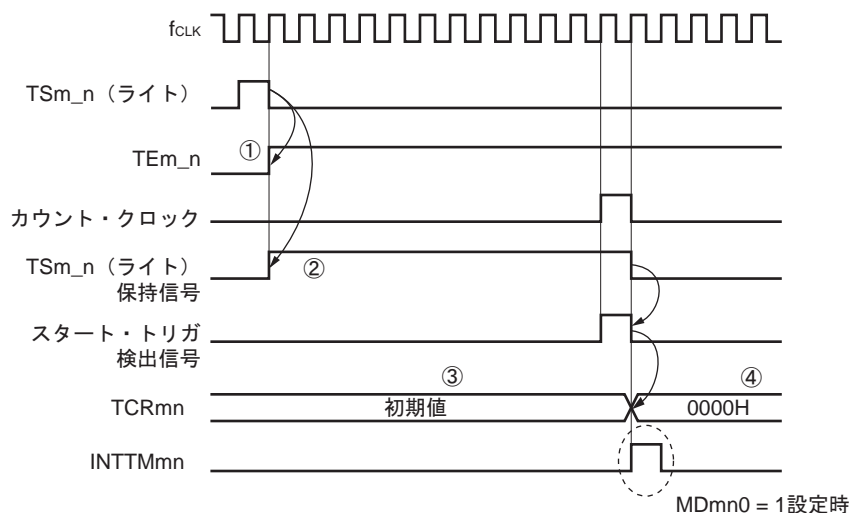 fCLK
TSm_n（ライト）
TEm_n
①
カウント・クロック
TSm_n（ライト）
保持信号
②
スタート・トリガ
検出信号
③
④
TCRmn
初期値
0000H
INTTMmn
MDmn0 = 1設定時